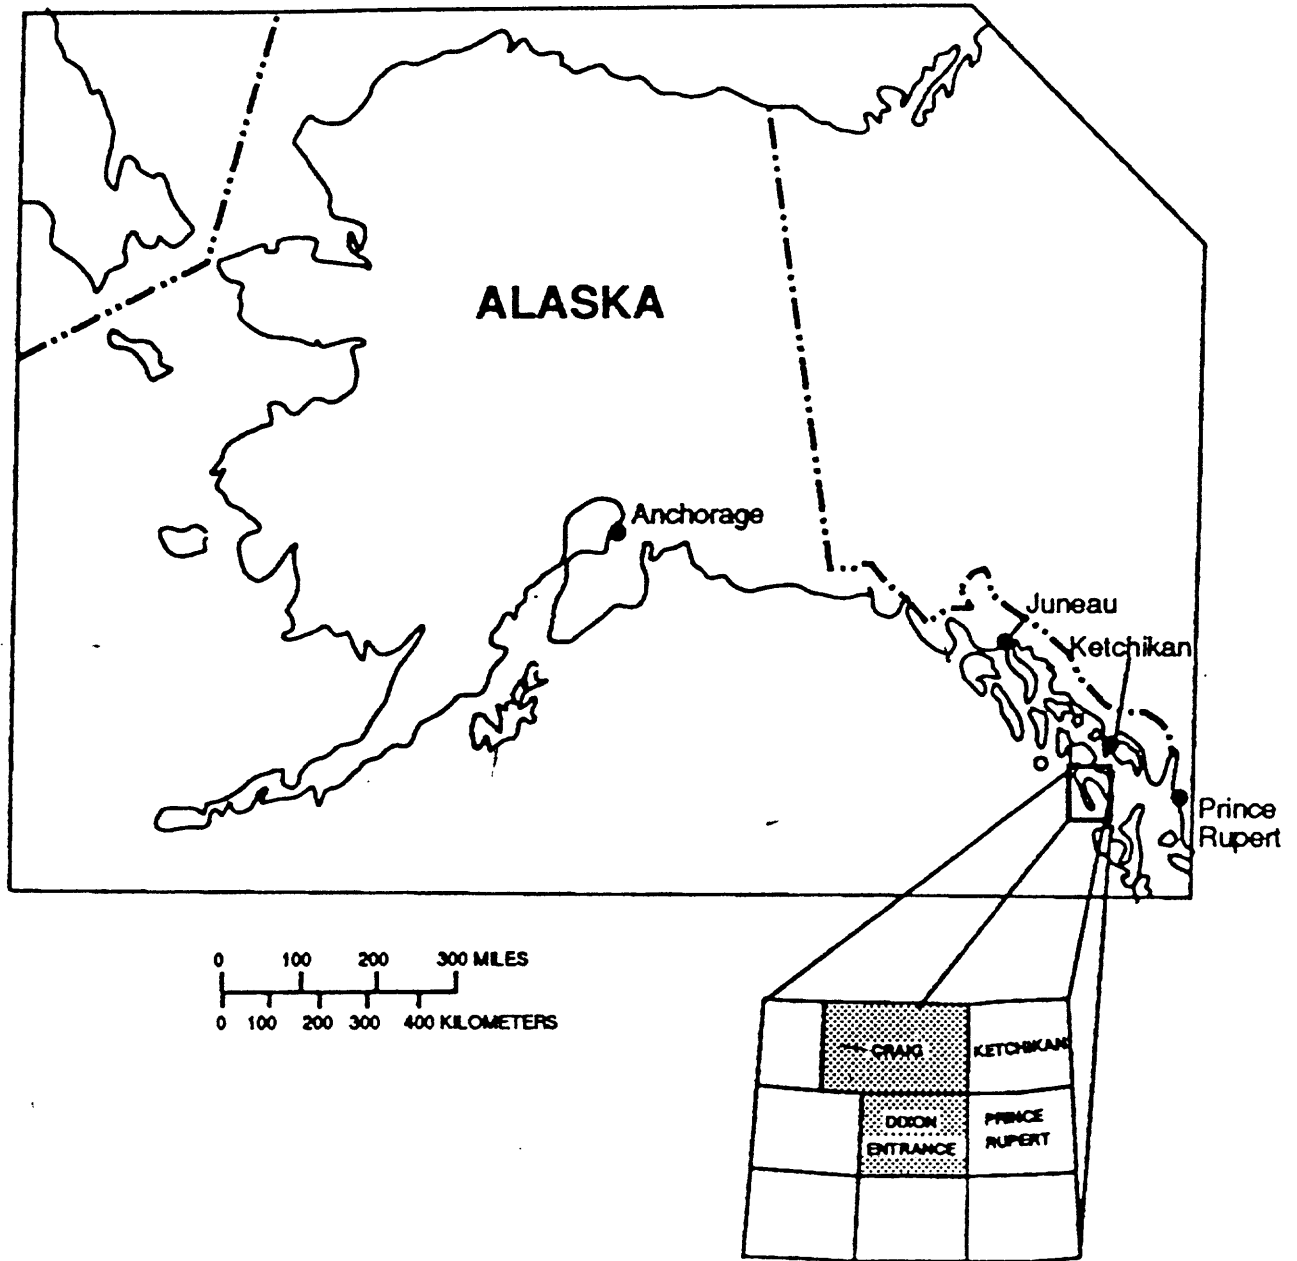 ALASKA
Anchorage
Juneau
Ketchikan
Prince
Rupert
0 100 200 300 MILES
0 100 200 300 400 KILOMETERS
CRAIG
KETCHIKAN
DIXON
ENTRANCE
PRINCE
RUPERT